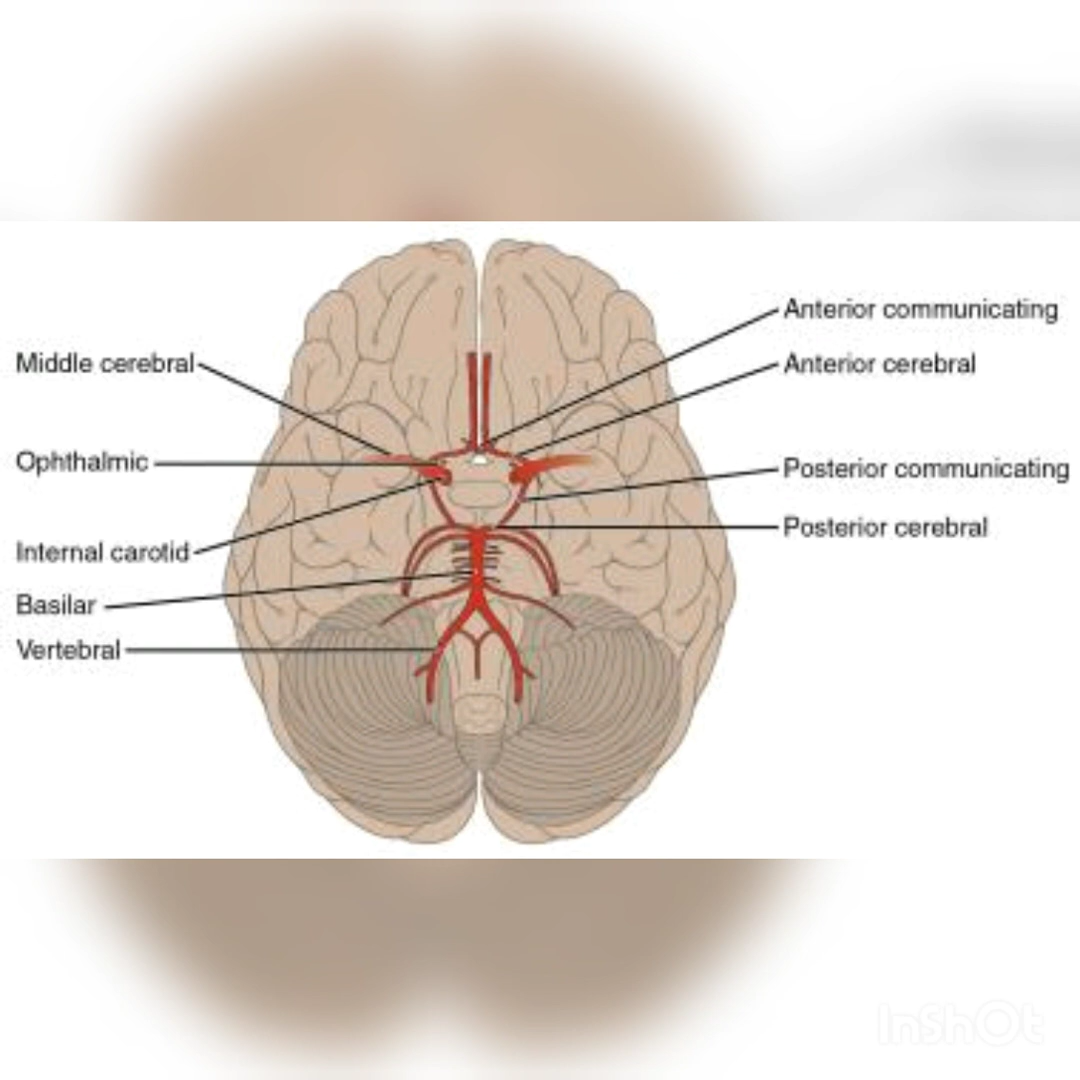 Middle cerebral
Ophthalmic
Internal carotid
Basilar
Vertebral
Anterior communicating
Anterior cerebral
Posterior communicating
Posterior cerebral
InShOt